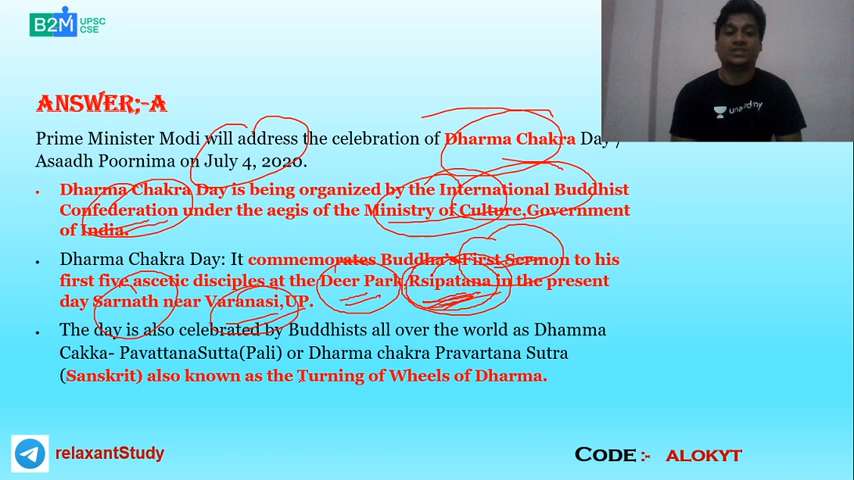 B2M UPSC
CSE
ANSWER;-A
Prime Minister Modi will address the celebration of Dharma Chakra Day /
Asaadh Poornima on July 4, 2020.
• Dharma Chakra Day is being organized by the International Buddhist
Confederation under the aegis of the Ministry of Culture,Government
of India.
• Dharma Chakra Day: It commemorates Buddha's First Sermon to his
first five ascetic disciples at the Deer Park,Rsipatana in the present
day Sarnath near Varanasi,UP.
• The day is also celebrated by Buddhists all over the world as Dhamma
Cakka- PavattanaSutta(Pali) or Dharma chakra Pravartana Sutra
(Sanskrit) also known as the Turning of Wheels of Dharma.
relaxantStudy
CODE :- ALOKYT